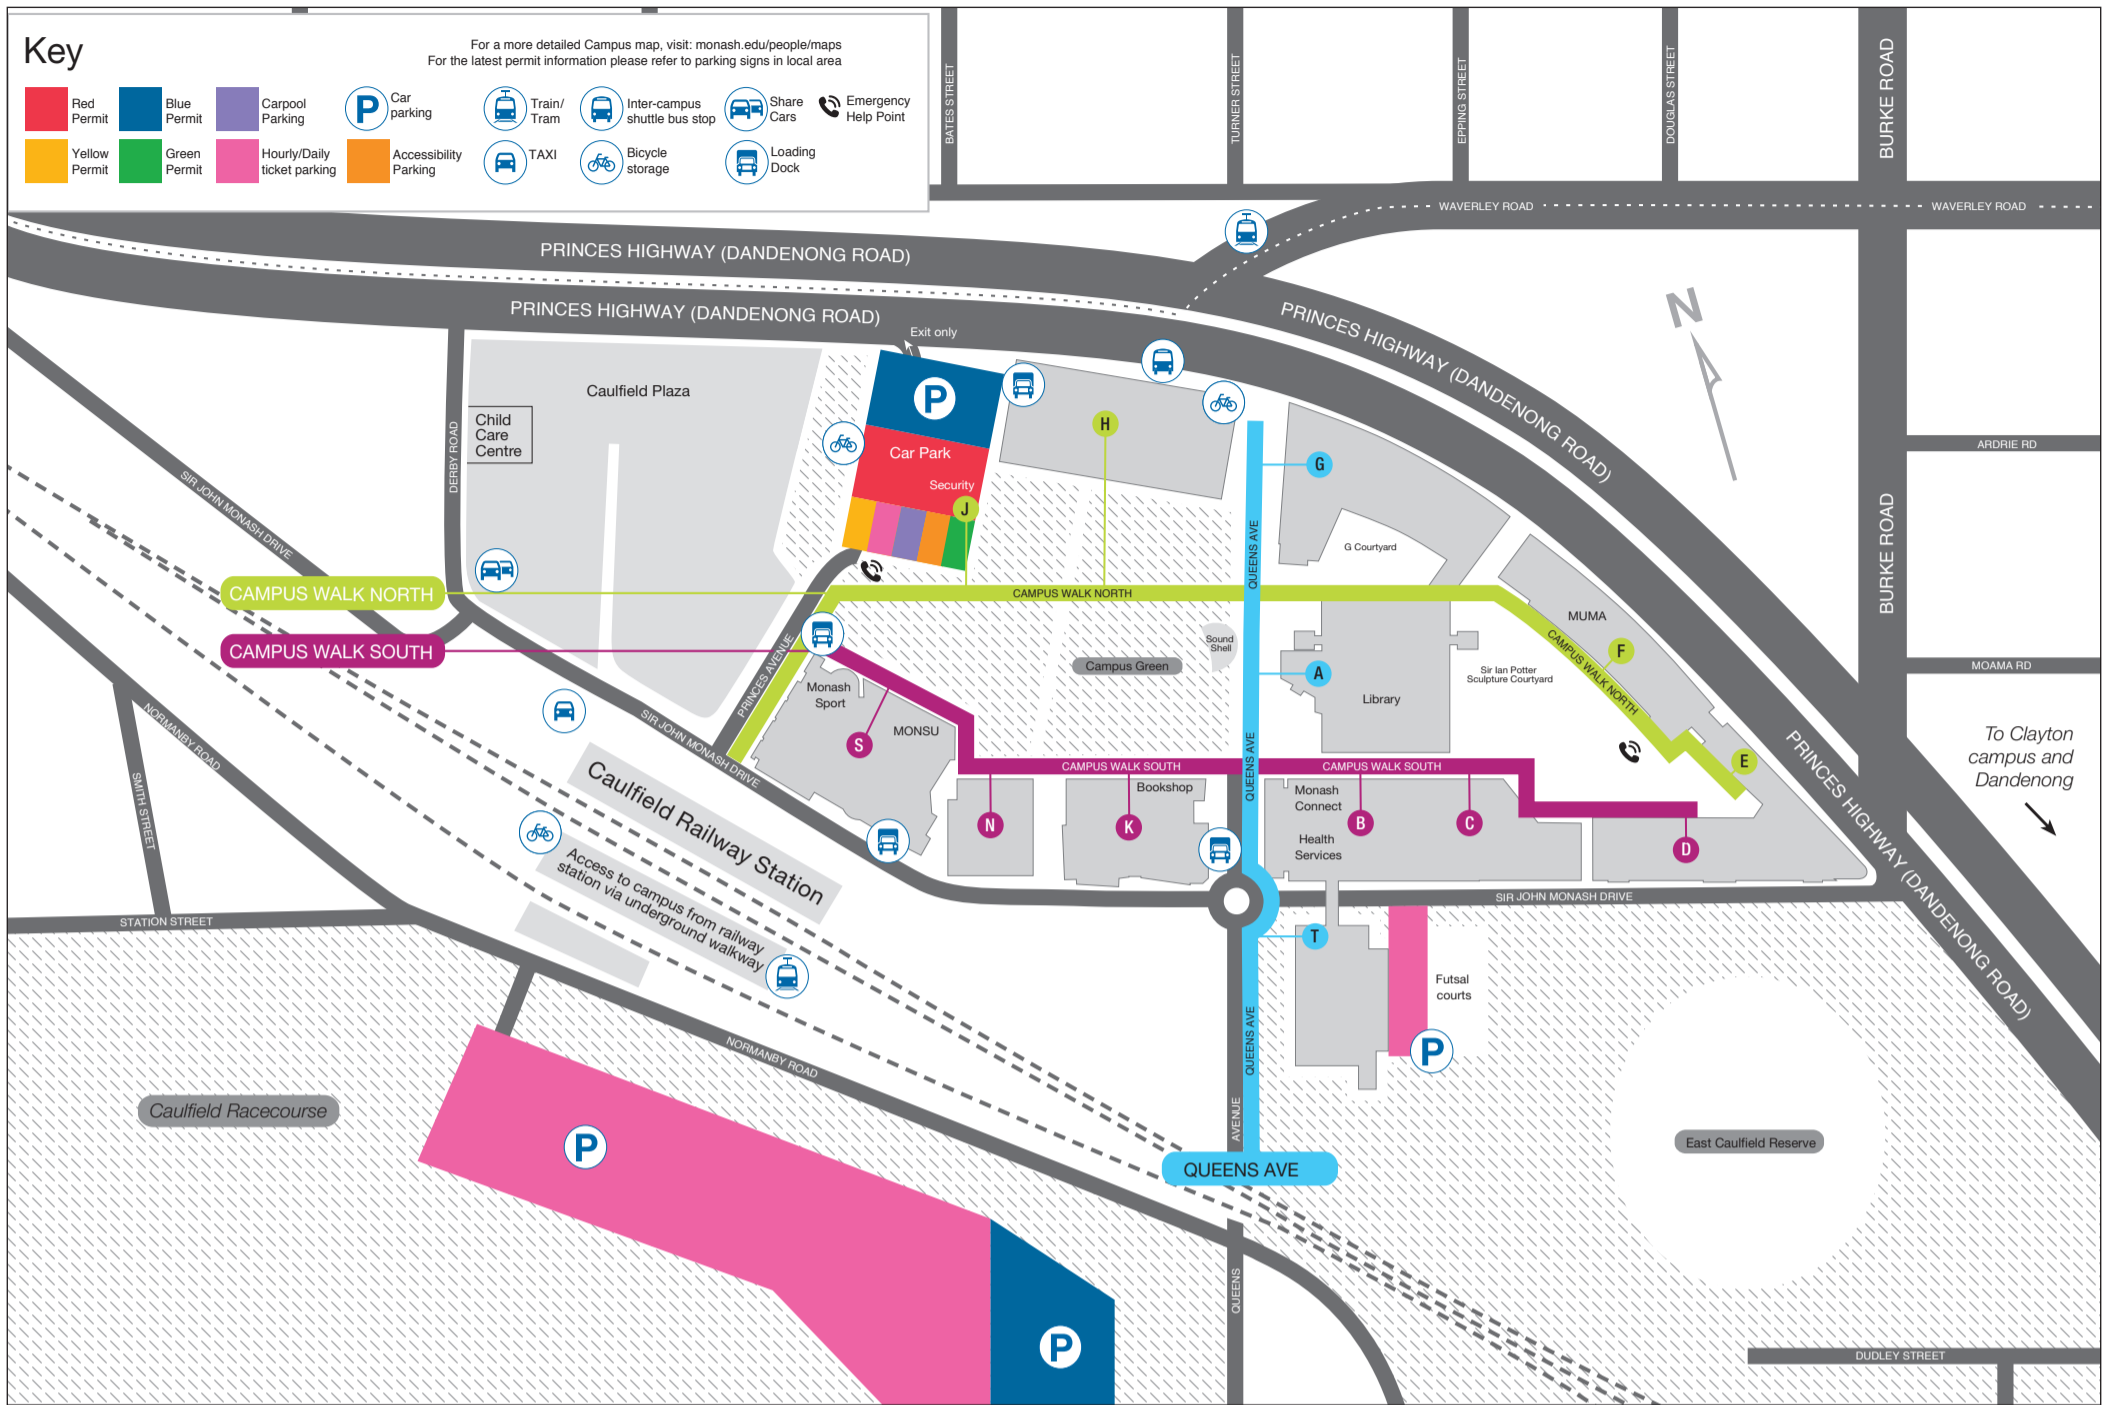 Key
For a more detailed Campus map, visit: monash.edu/people/maps
For the latest permit information please refer to parking signs in local area
Red
Permit
Blue
Permit
Carpool
Parking
P
Car
parking
Train/
Tram
Inter-campus
shuttle bus stop
Share
Cars
Emergency
Help Point
Yellow
Permit
Green
Permit
Hourly/Daily
ticket parking
Accessibility
Parking
TAXI
Bicycle
storage
Loading
Dock
BATES STREET
TURNER STREET
EPPING STREET
DOUGLAS STREET
BURKE ROAD
WAVERLEY ROAD
WAVERLEY ROAD
PRINCES HIGHWAY (DANDENONG ROAD)
PRINCES HIGHWAY (DANDENONG ROAD)
PRINCES HIGHWAY (DANDENONG ROAD)
PRINCES HIGHWAY (DANDENONG ROAD)
N
Exit only
Caulfield Plaza
Child
Care
Centre
DERBY ROAD
SIR JOHN MONASH DRIVE
P
Car Park
Security
J
H
G
G Courtyard
QUEENS AVE
ARDRIE RD
BURKE ROAD
CAMPUS WALK NORTH
CAMPUS WALK NORTH
CAMPUS WALK SOUTH
PRINCES AVENUE
MUMA
F
CAMPUS WALK NORTH
Sound
Shell
Campus Green
A
Library
Sir Ian Potter
Sculpture Courtyard
MOAMA RD
Monash
Sport
MONSU
S
SIR JOHN MONASH DRIVE
NORMANBY ROAD
SMITH STREET
CAMPUS WALK SOUTH
QUEENS AVE
CAMPUS WALK SOUTH
E
To Clayton
campus and
Dandenong
Bookshop
Monash
Connect
Health
Services
N
K
B
C
D
PRINCES HIGHWAY (DANDENONG ROAD)
Caulfield Railway Station
Access to campus from railway
station via underground walkway
STATION STREET
SIR JOHN MONASH DRIVE
T
Futsal
courts
P
QUEENS AVE
NORMANBY ROAD
AVENUE
Caulfield Racecourse
P
East Caulfield Reserve
QUEENS AVE
QUEENS
P
DUDLEY STREET